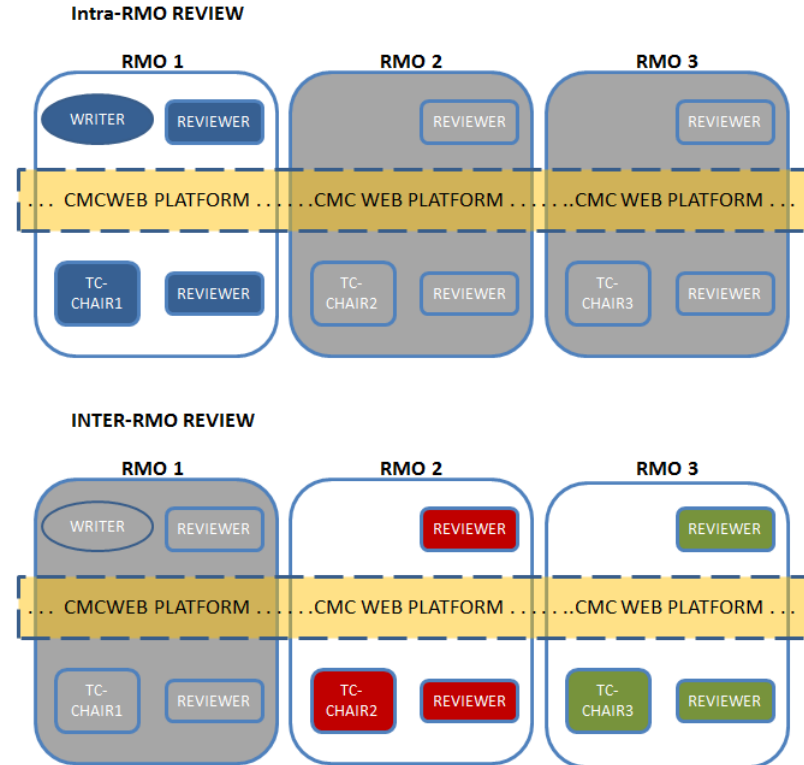 Intra-RMO REVIEW
RMO 1 RMO 2 RMO 3
WRITER REVIEWER REVIEWER REVIEWER
. . . CMCWEB PLATFORM . . . . . .CMC WEB PLATFORM . . . . . ..CMC WEB PLATFORM . . .
TC-
CHAIR1
REVIEWER
TC-
CHAIR2
REVIEWER
TC-
CHAIR3
REVIEWER
INTER-RMO REVIEW
RMO 1 RMO 2 RMO 3
WRITER REVIEWER REVIEWER REVIEWER
. . . CMCWEB PLATFORM . . . . . .CMC WEB PLATFORM . . . . . ..CMC WEB PLATFORM . . .
TC-
CHAIR1
REVIEWER
TC-
CHAIR2
REVIEWER
TC-
CHAIR3
REVIEWER